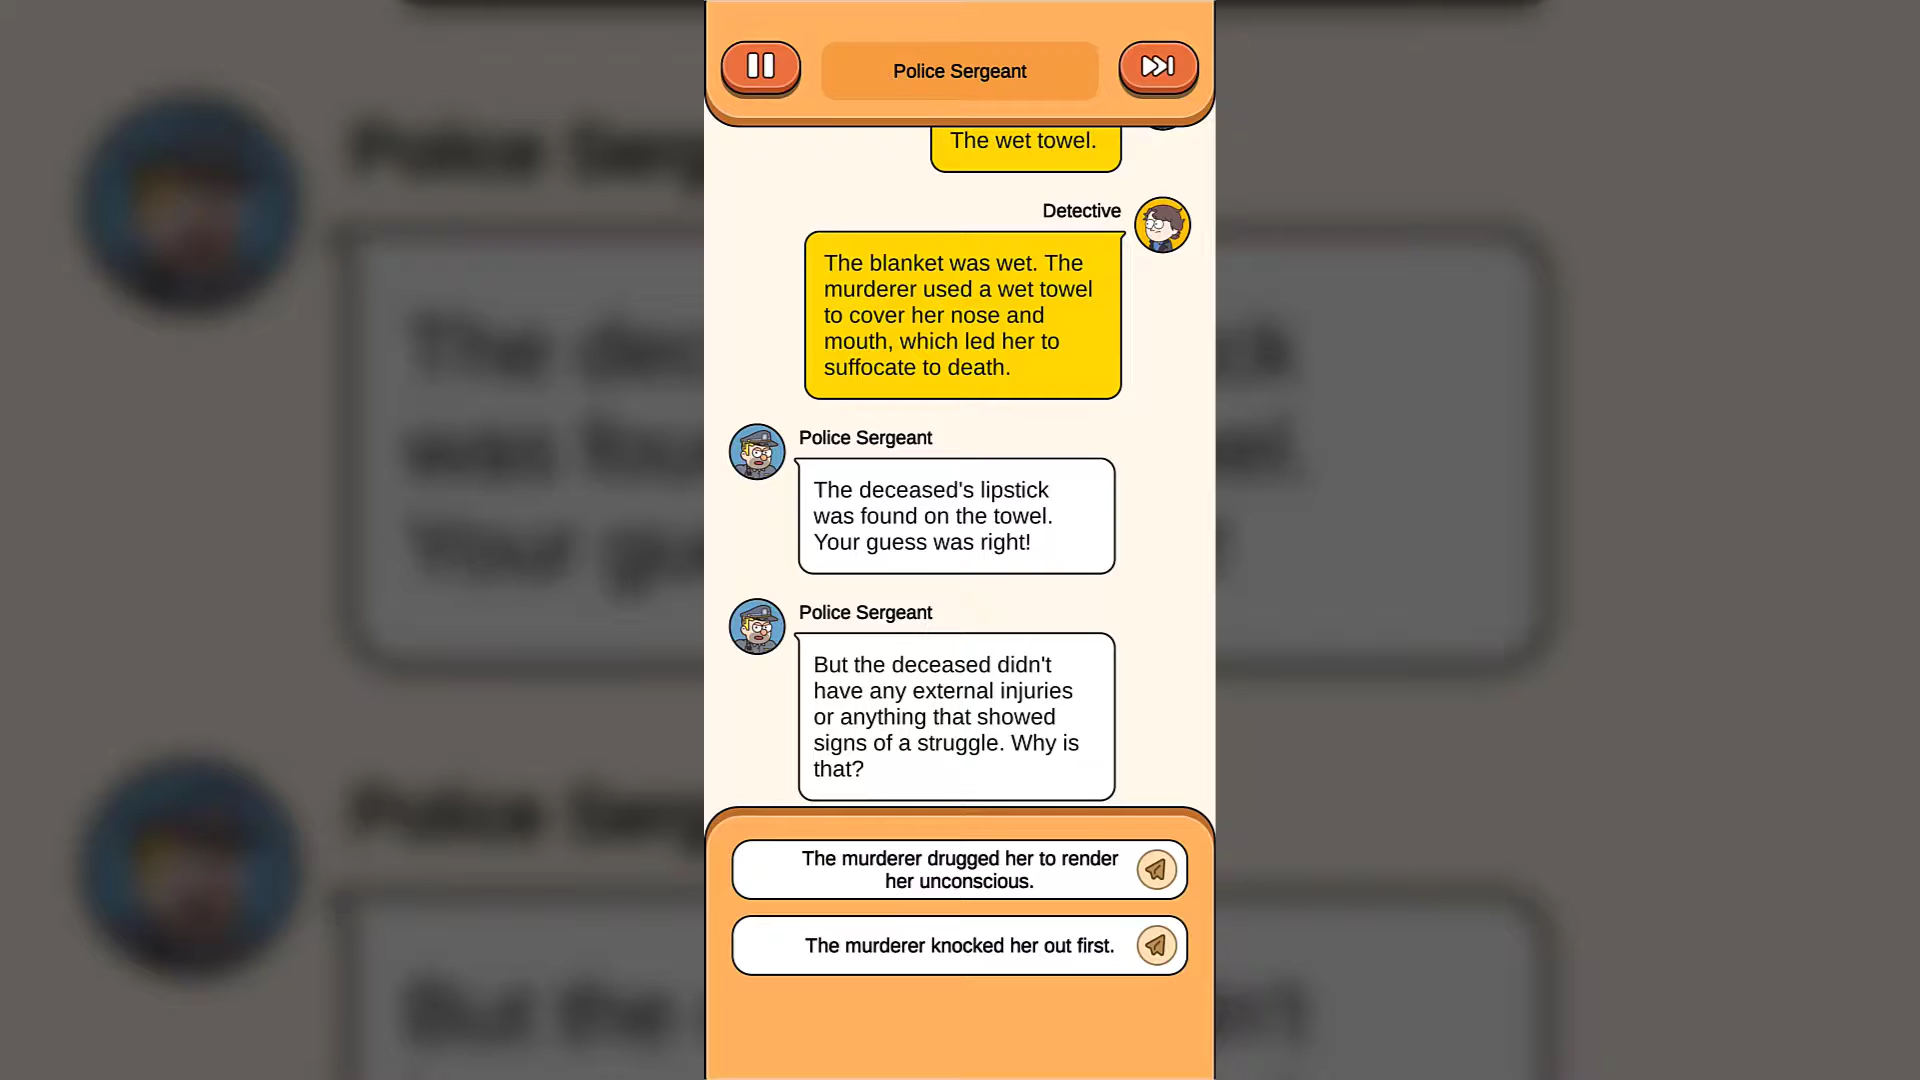 Police Sergeant
The wet towel.
Detective
The blanket was wet. The
murderer used a wet towel
to cover her nose and
mouth, which led her to
suffocate to death.
Police Sergeant
The deceased's lipstick
was found on the towel.
Your guess was right!
Police Sergeant
But the deceased didn't
have any external injuries
or anything that showed
signs of a struggle. Why is
that?
The murderer drugged her to render
her unconscious.
The murderer knocked her out first.